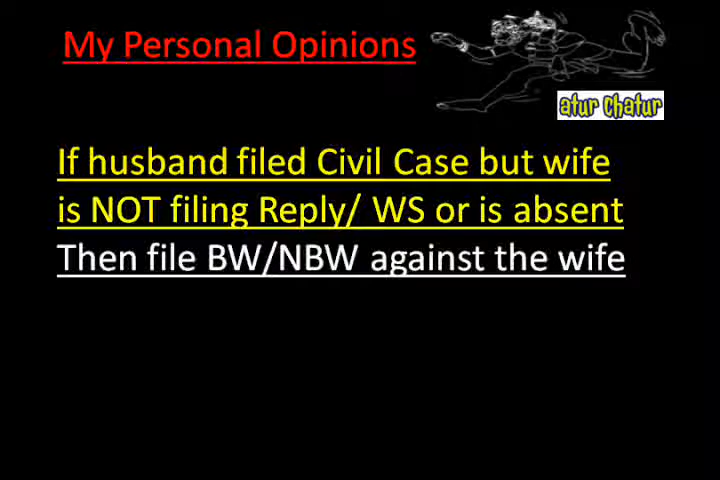 My Personal Opinions
atur chatur
If husband filed Civil Case but wife
is NOT filing Reply/ WS or is absent
Then file BW/NBW against the wife